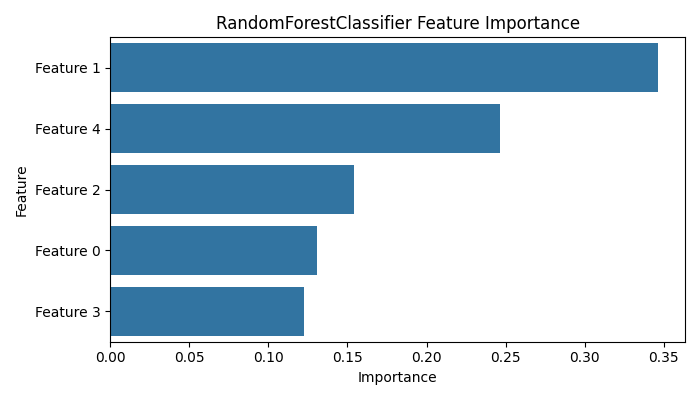 RandomForestClassifier Feature Importance
Feature
Feature 1
Feature 4
Feature 2
Feature 0
Feature 3
0.00 0.05 0.10 0.15 0.20 0.25 0.30 0.35
Importance